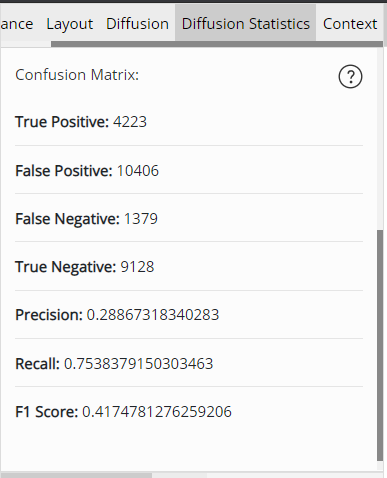 ance Layout Diffusion Diffusion Statistics Context
Confusion Matrix:
?
True Positive: 4223
False Positive: 10406
False Negative: 1379
True Negative: 9128
Precision: 0.28867318340283
Recall: 0.7538379150303463
F1 Score: 0.4174781276259206